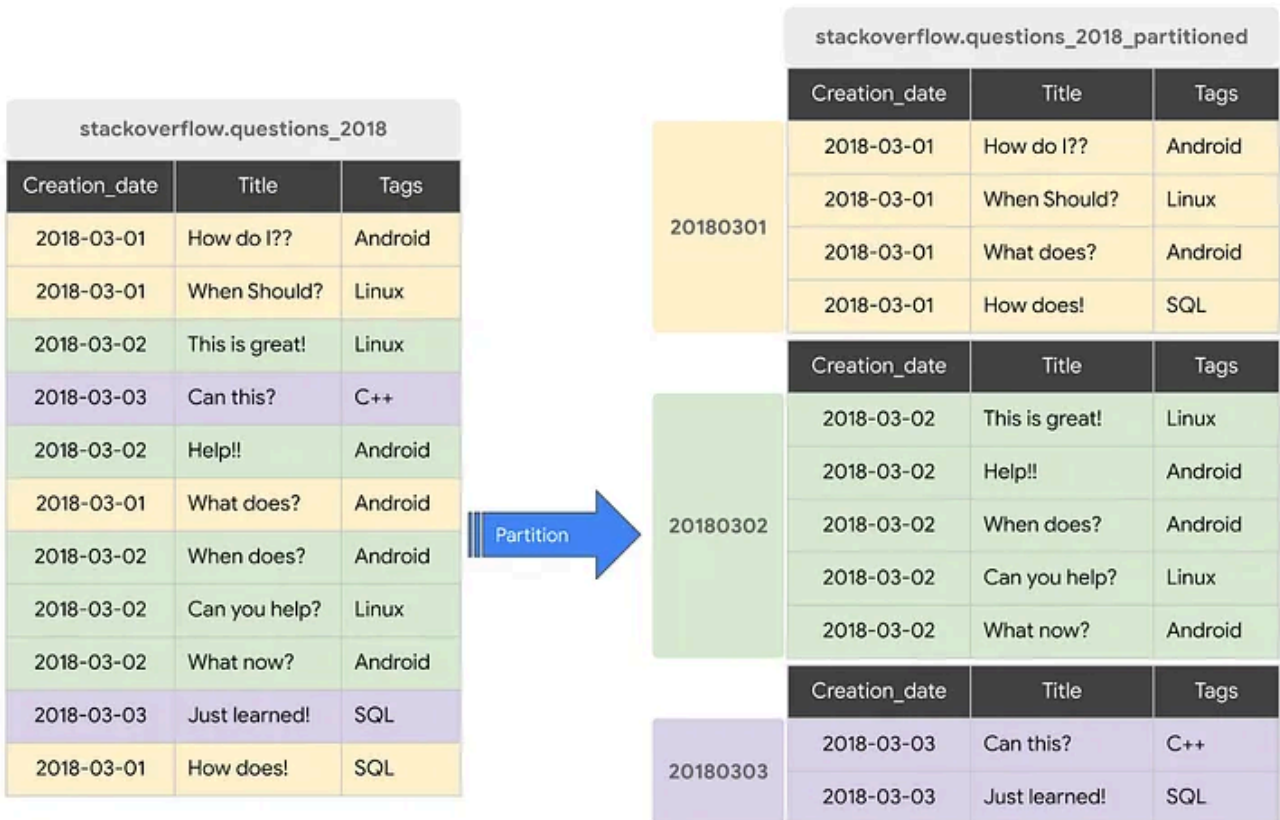 stackoverflow.questions_2018
Creation_date Title Tags
2018-03-01 How do I?? Android
2018-03-01 When Should? Linux
2018-03-02 This is great! Linux
2018-03-03 Can this? C++
2018-03-02 Help!! Android
2018-03-01 What does? Android
2018-03-02 When does? Android
2018-03-02 Can you help? Linux
2018-03-02 What now? Android
2018-03-03 Just learned! SQL
2018-03-01 How does! SQL
Partition
stackoverflow.questions_2018_partitioned
Creation_date Title Tags
20180301
2018-03-01 How do I?? Android
2018-03-01 When Should? Linux
2018-03-01 What does? Android
2018-03-01 How does! SQL
Creation_date Title Tags
20180302
2018-03-02 This is great! Linux
2018-03-02 Help!! Android
2018-03-02 When does? Android
2018-03-02 Can you help? Linux
2018-03-02 What now? Android
Creation_date Title Tags
20180303
2018-03-03 Can this? C++
2018-03-03 Just learned! SQL